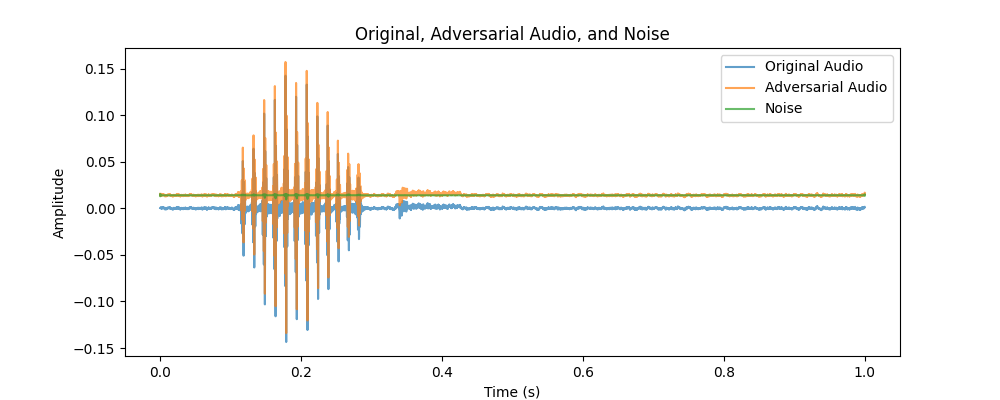 Original, Adversarial Audio, and Noise
Original Audio
Adversarial Audio
Noise
0.15
0.10
0.05
0.00
−0.05
−0.10
−0.15
Amplitude
0.0
0.2
0.4
0.6
0.8
1.0
Time (s)